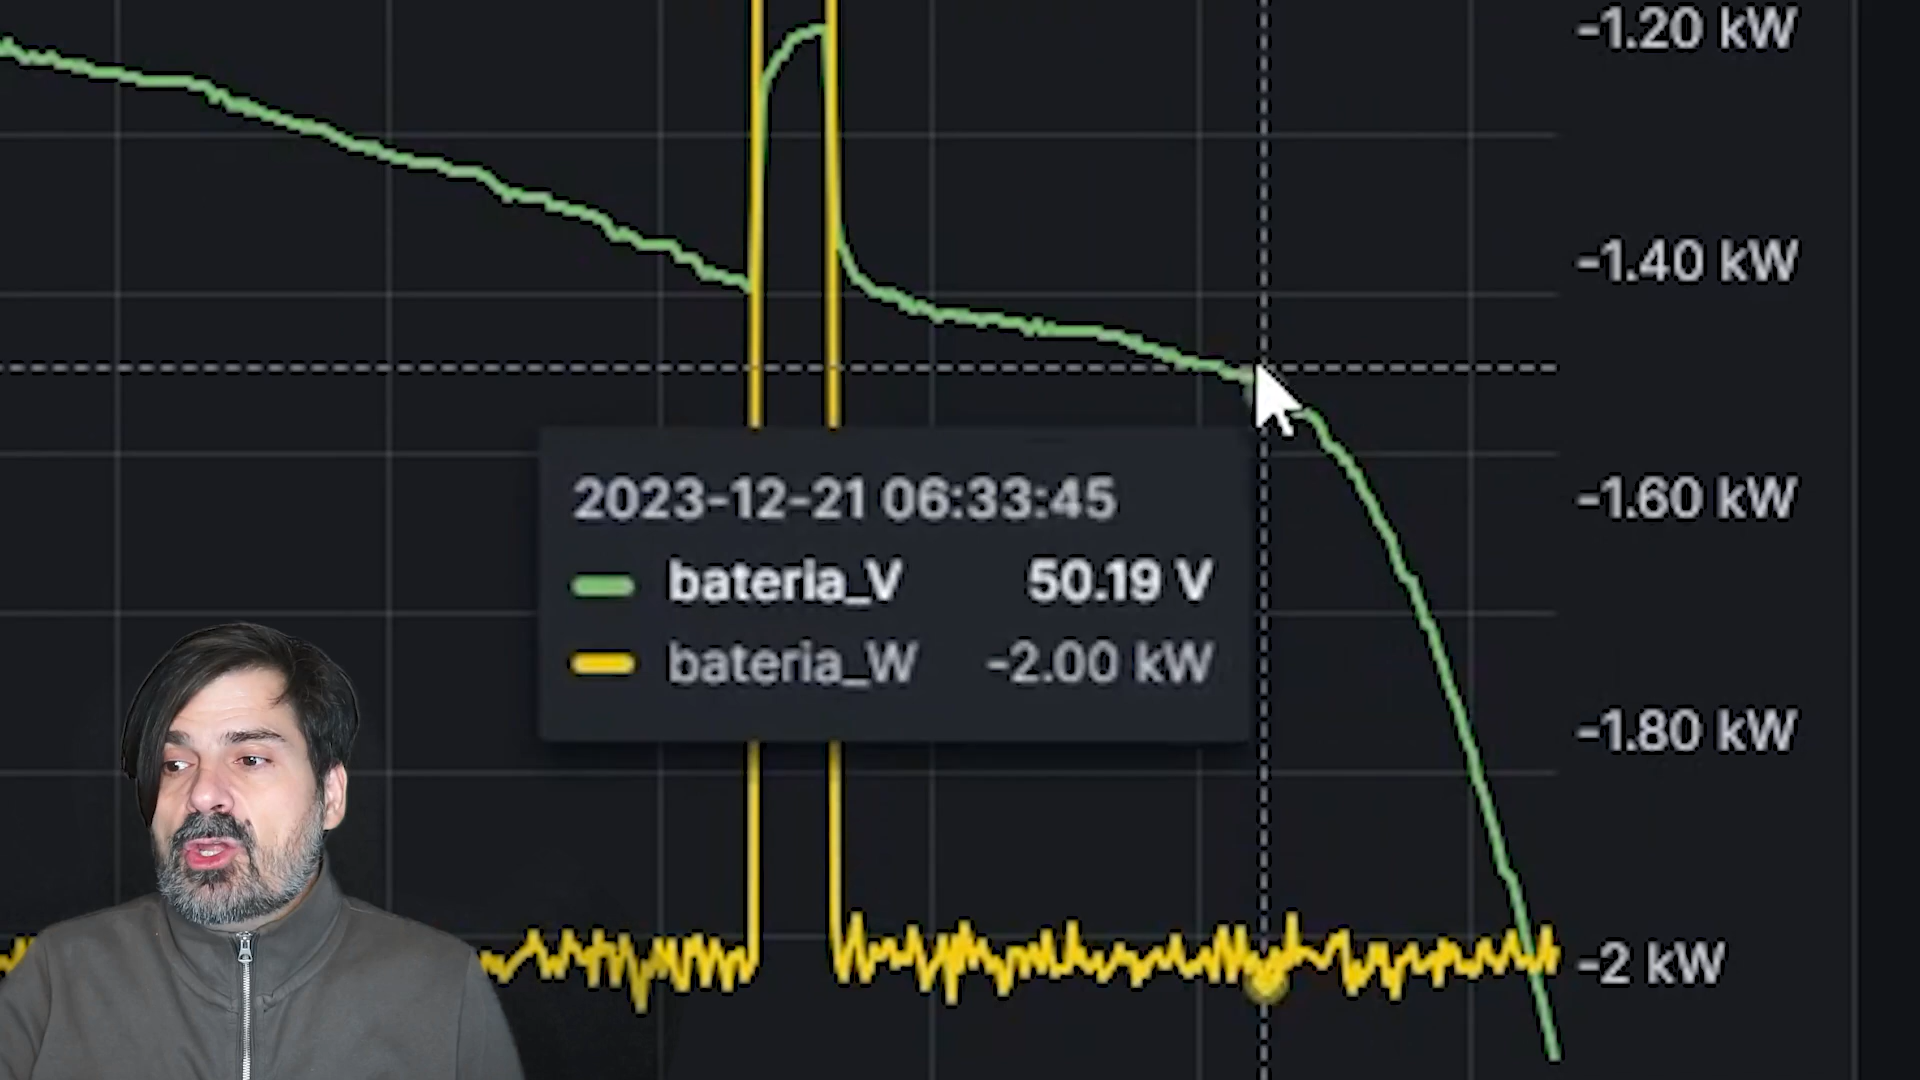 -1.20 kW
-1.40 kW
2023-12-21 06:33:45
-1.60 kW
bateria_V 50.19 V
bateria_W -2.00 kW
-1.80 kW
-2 kW